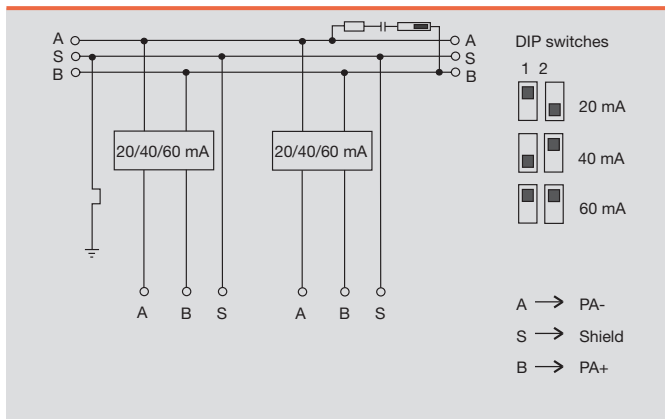 A A
S S
B B
20/40/60 mA 20/40/60 mA
A B S A B S
DIP switches
1 2
20 mA
40 mA
60 mA
A → PA-
S → Shield
B → PA+